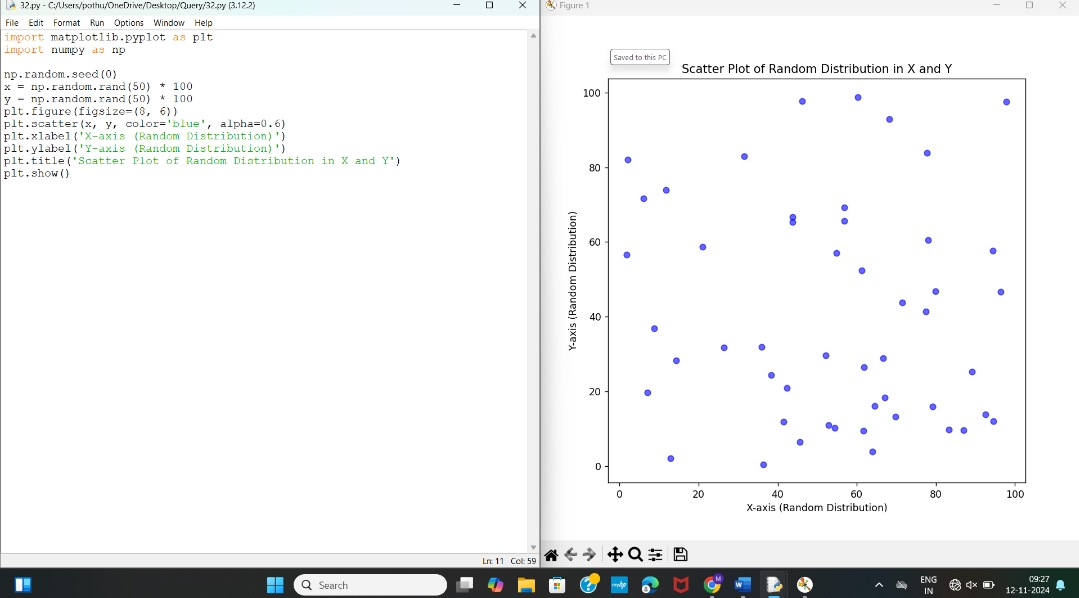 32.py - C:/Users/pothu/OneDrive/Desktop/Query/32.py (3.12.2)
File Edit Format Run Options Window Help
import matplotlib.pyplot as plt
import numpy as np
np.random.seed(0)
x = np.random.rand(50) * 100
y = np.random.rand(50) * 100
plt.figure(figsize=(8, 6))
plt.scatter(x, y, color='blue', alpha=0.6)
plt.xlabel('X-axis (Random Distribution)')
plt.ylabel('Y-axis (Random Distribution)')
plt.title('Scatter Plot of Random Distribution in X and Y')
plt.show()
Ln: 11 Col: 59
Figure 1
Saved to this PC
Scatter Plot of Random Distribution in X and Y
100
80
60
40
20
0
Y-axis (Random Distribution)
0 20 40 60 80 100
X-axis (Random Distribution)
Search
myhp
W
ENG
IN
09:27
12-11-2024